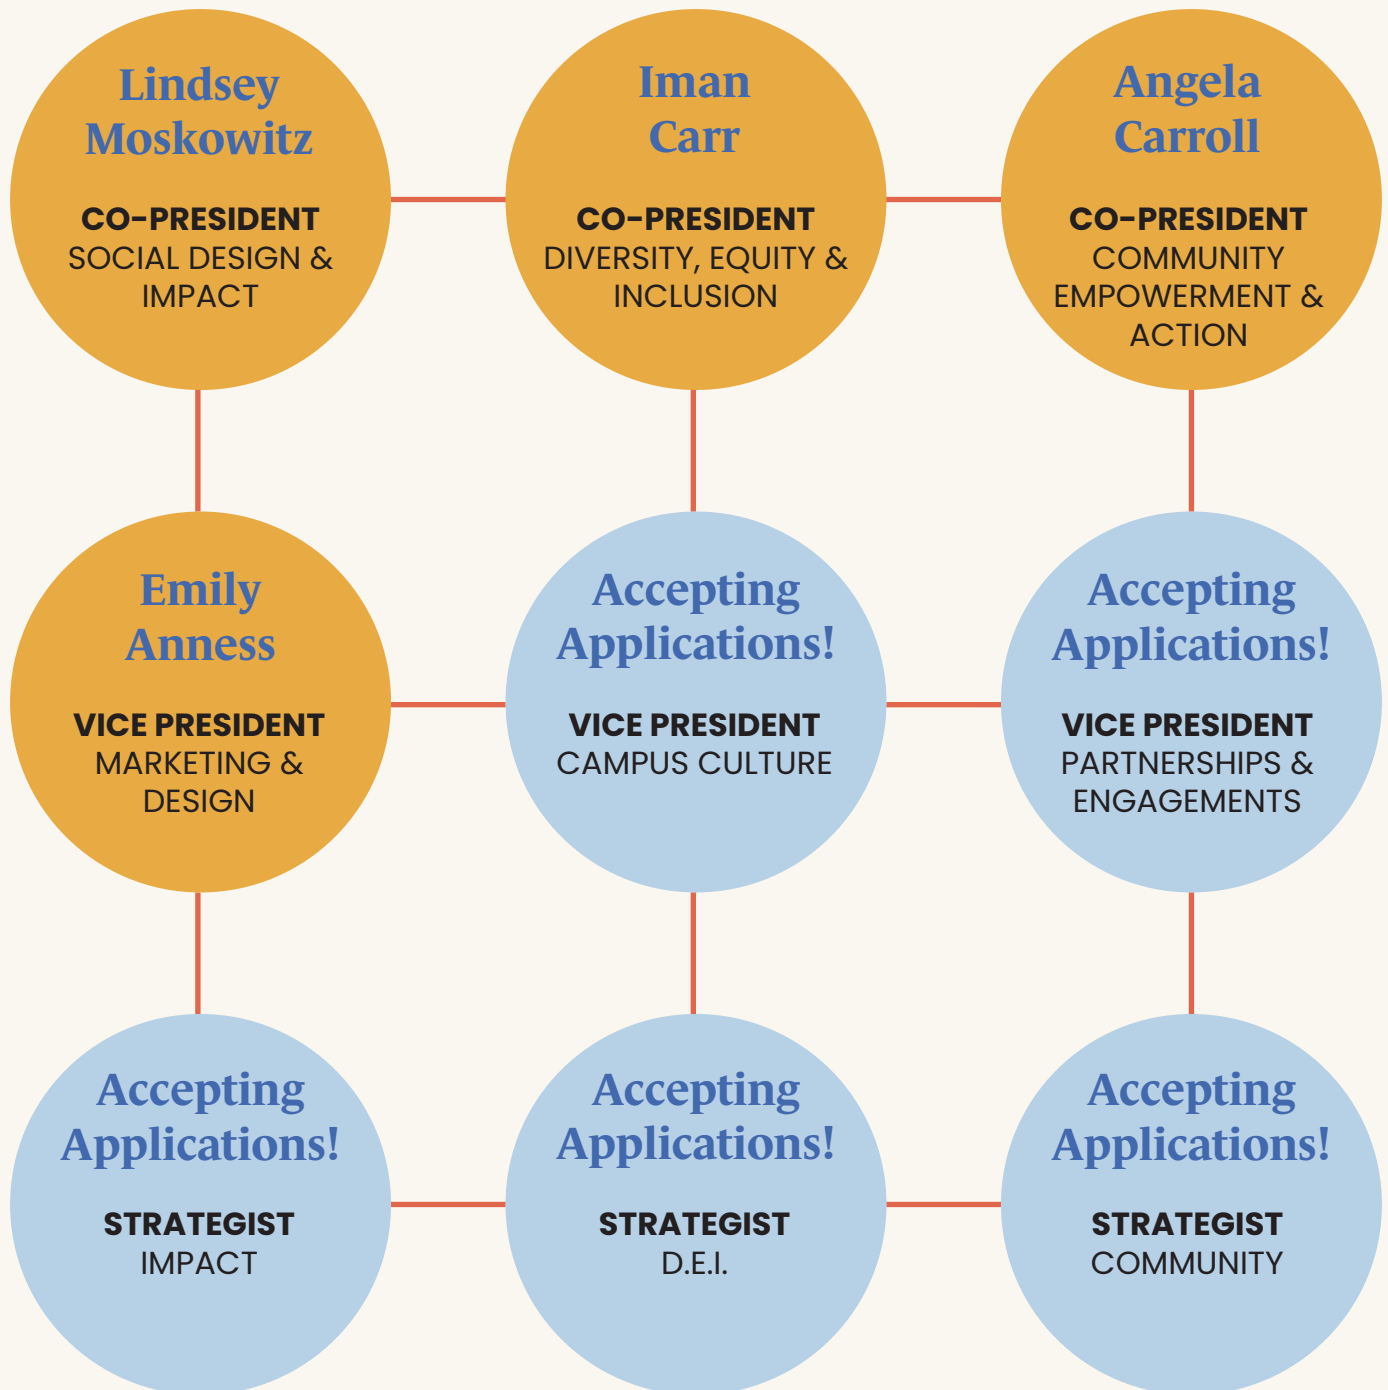 Lindsey
Moskowitz
CO-PRESIDENT
SOCIAL DESIGN &
IMPACT
Iman
Carr
CO-PRESIDENT
DIVERSITY, EQUITY &
INCLUSION
Angela
Carroll
CO-PRESIDENT
COMMUNITY
EMPOWERMENT &
ACTION
Emily
Anness
VICE PRESIDENT
MARKETING &
DESIGN
Accepting
Applications!
VICE PRESIDENT
CAMPUS CULTURE
Accepting
Applications!
VICE PRESIDENT
PARTNERSHIPS &
ENGAGEMENTS
Accepting
Applications!
STRATEGIST
IMPACT
Accepting
Applications!
STRATEGIST
D.E.I.
Accepting
Applications!
STRATEGIST
COMMUNITY